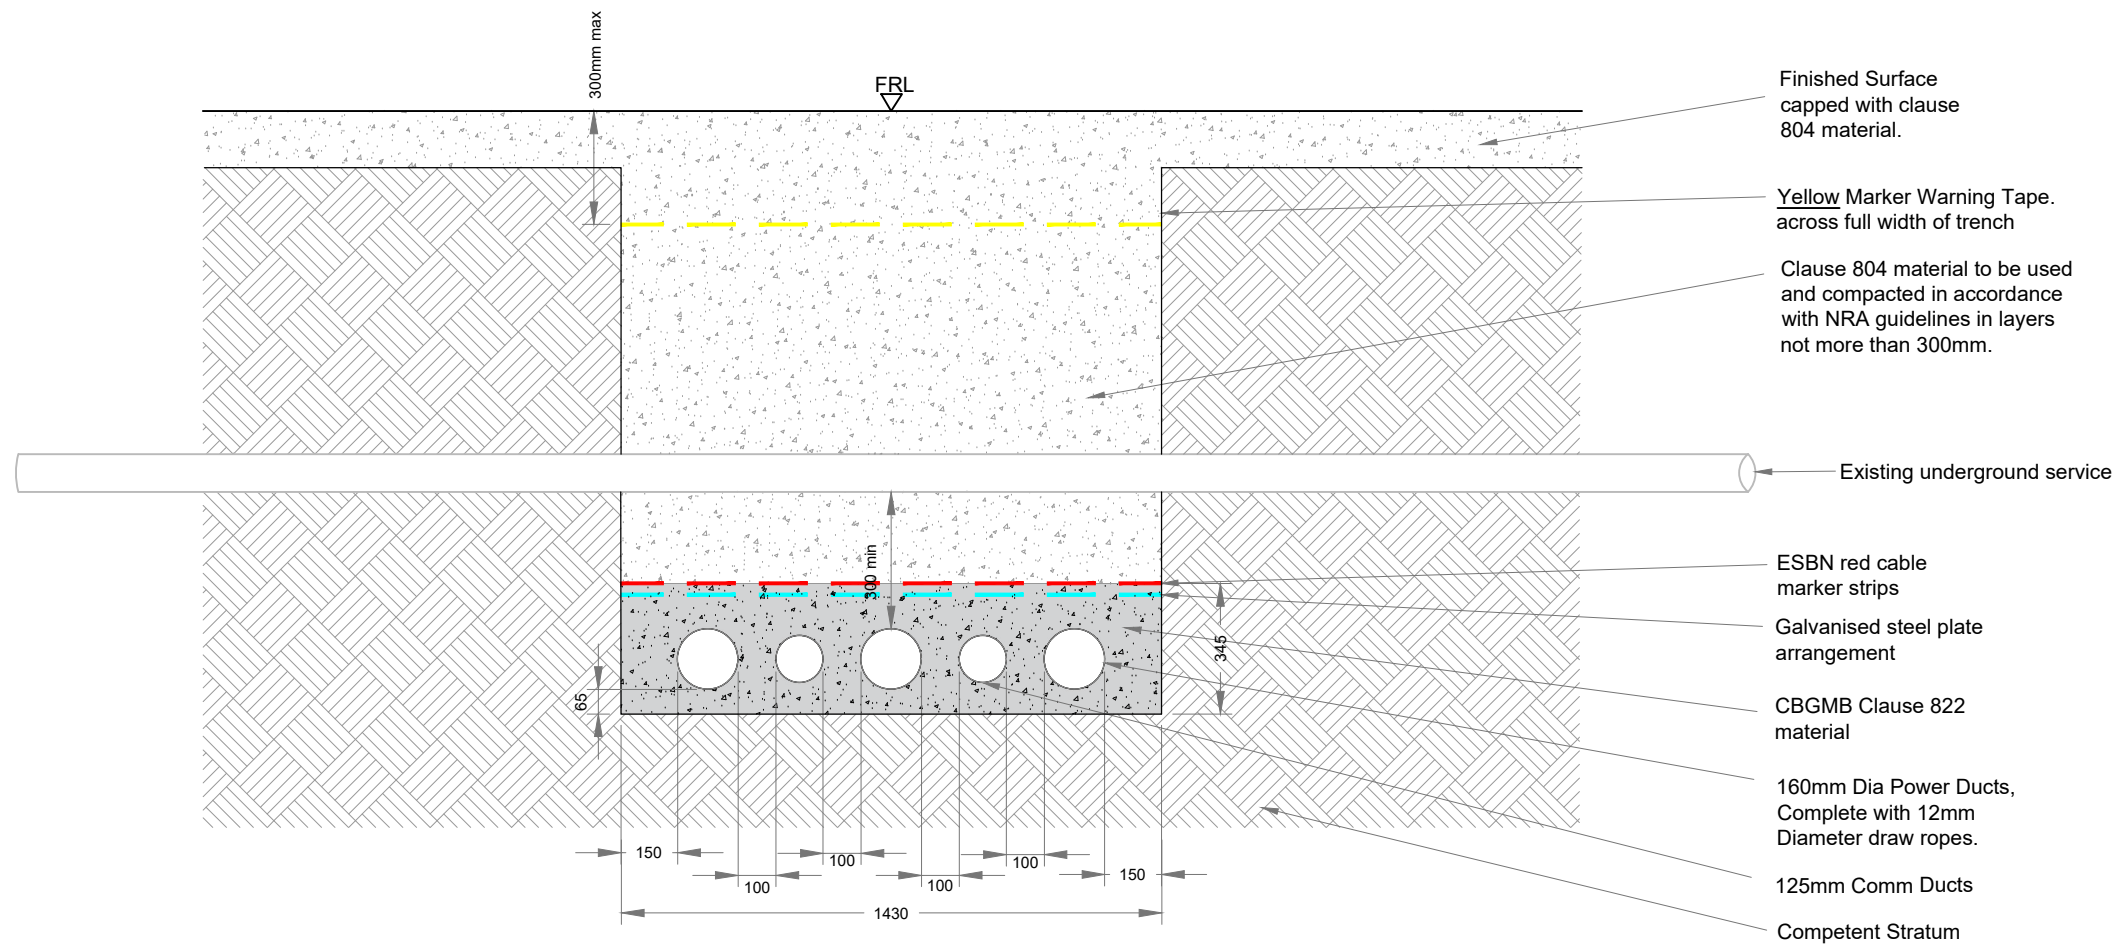 300mm max
FRL
Finished Surface
capped with clause
804 material.
Yellow Marker Warning Tape.
across full width of trench
Clause 804 material to be used
and compacted in accordance
with NRA guidelines in layers
not more than 300mm.
Existing underground service
300 min
ESBN red cable
marker strips
Galvanised steel plate
arrangement
345
65
CBGMB Clause 822
material
160mm Dia Power Ducts,
Complete with 12mm
Diameter draw ropes.
150
100
100
100
100
150
125mm Comm Ducts
1430
Competent Stratum